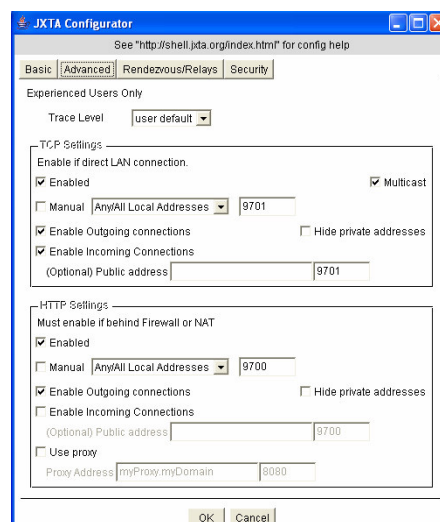 JXTA Configurator
See "http://shell.jxta.org/index.html" for config help
Basic Advanced Rendezvous/Relays Security
Experienced Users Only
Trace Level user default
TCP Settings
Enable if direct LAN connection.
Enabled Multicast
Manual Any/All Local Addresses 9701
Enable Outgoing connections Hide private addresses
Enable Incoming Connections
(Optional) Public address 9701
HTTP Settings
Must enable if behind Firewall or NAT
Enabled
Manual Any/All Local Addresses 9700
Enable Outgoing connections Hide private addresses
Enable Incoming Connections
(Optional) Public address 9700
Use proxy
Proxy Address myProxy.myDomain 8080
OK Cancel